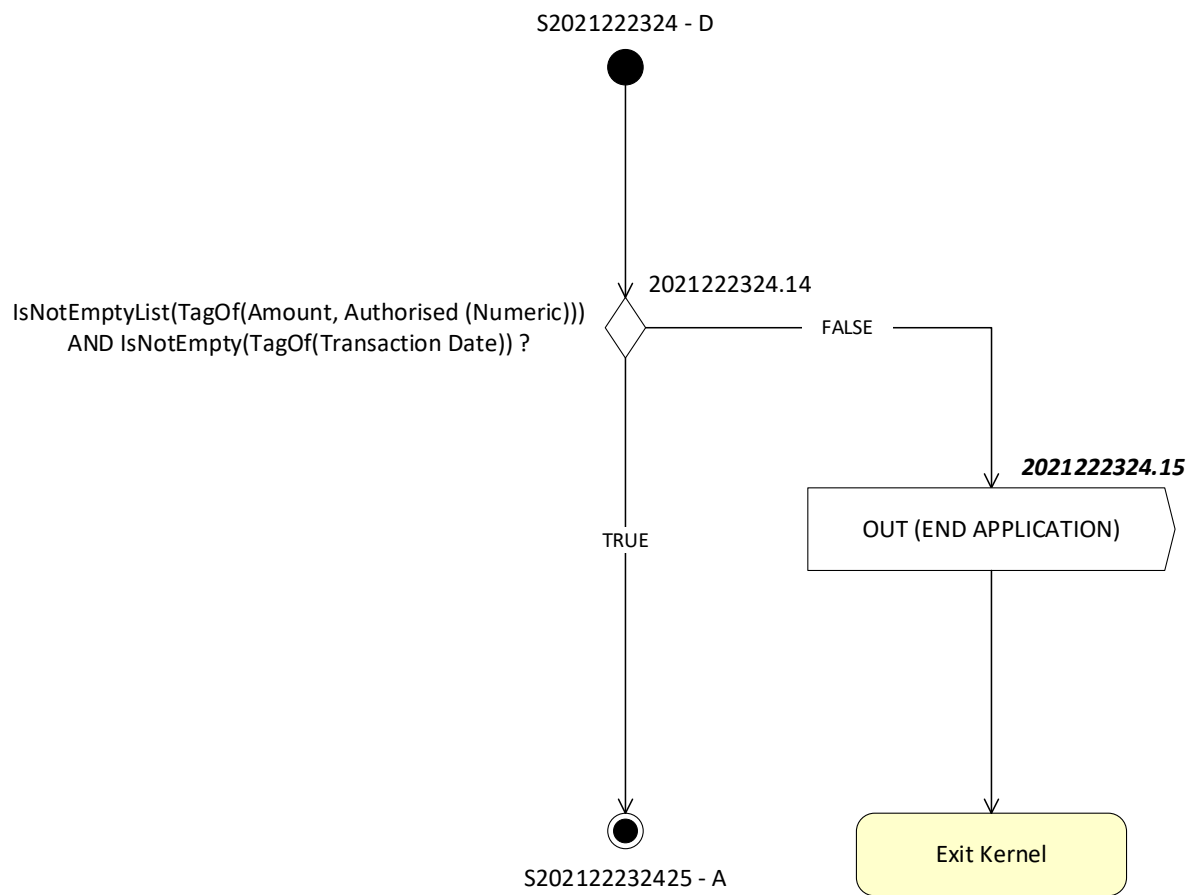 S2021222324 - D
2021222324.14
IsNotEmptyList(TagOf(Amount, Authorised (Numeric)))
AND IsNotEmpty(TagOf(Transaction Date)) ?
FALSE
2021222324.15
OUT (END APPLICATION)
TRUE
Exit Kernel
S202122232425 - A